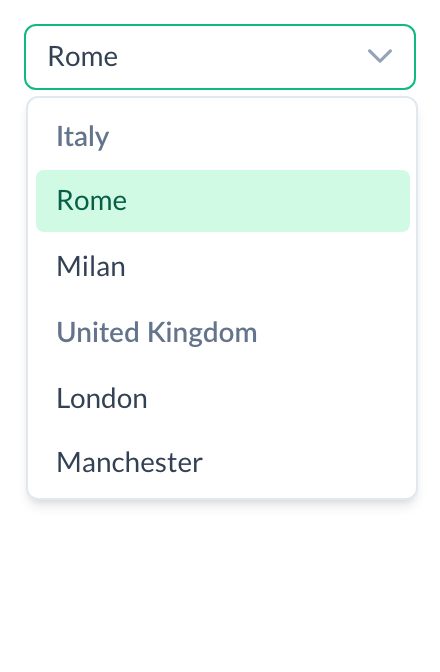 Rome
Italy
Rome
Milan
United Kingdom
London
Manchester